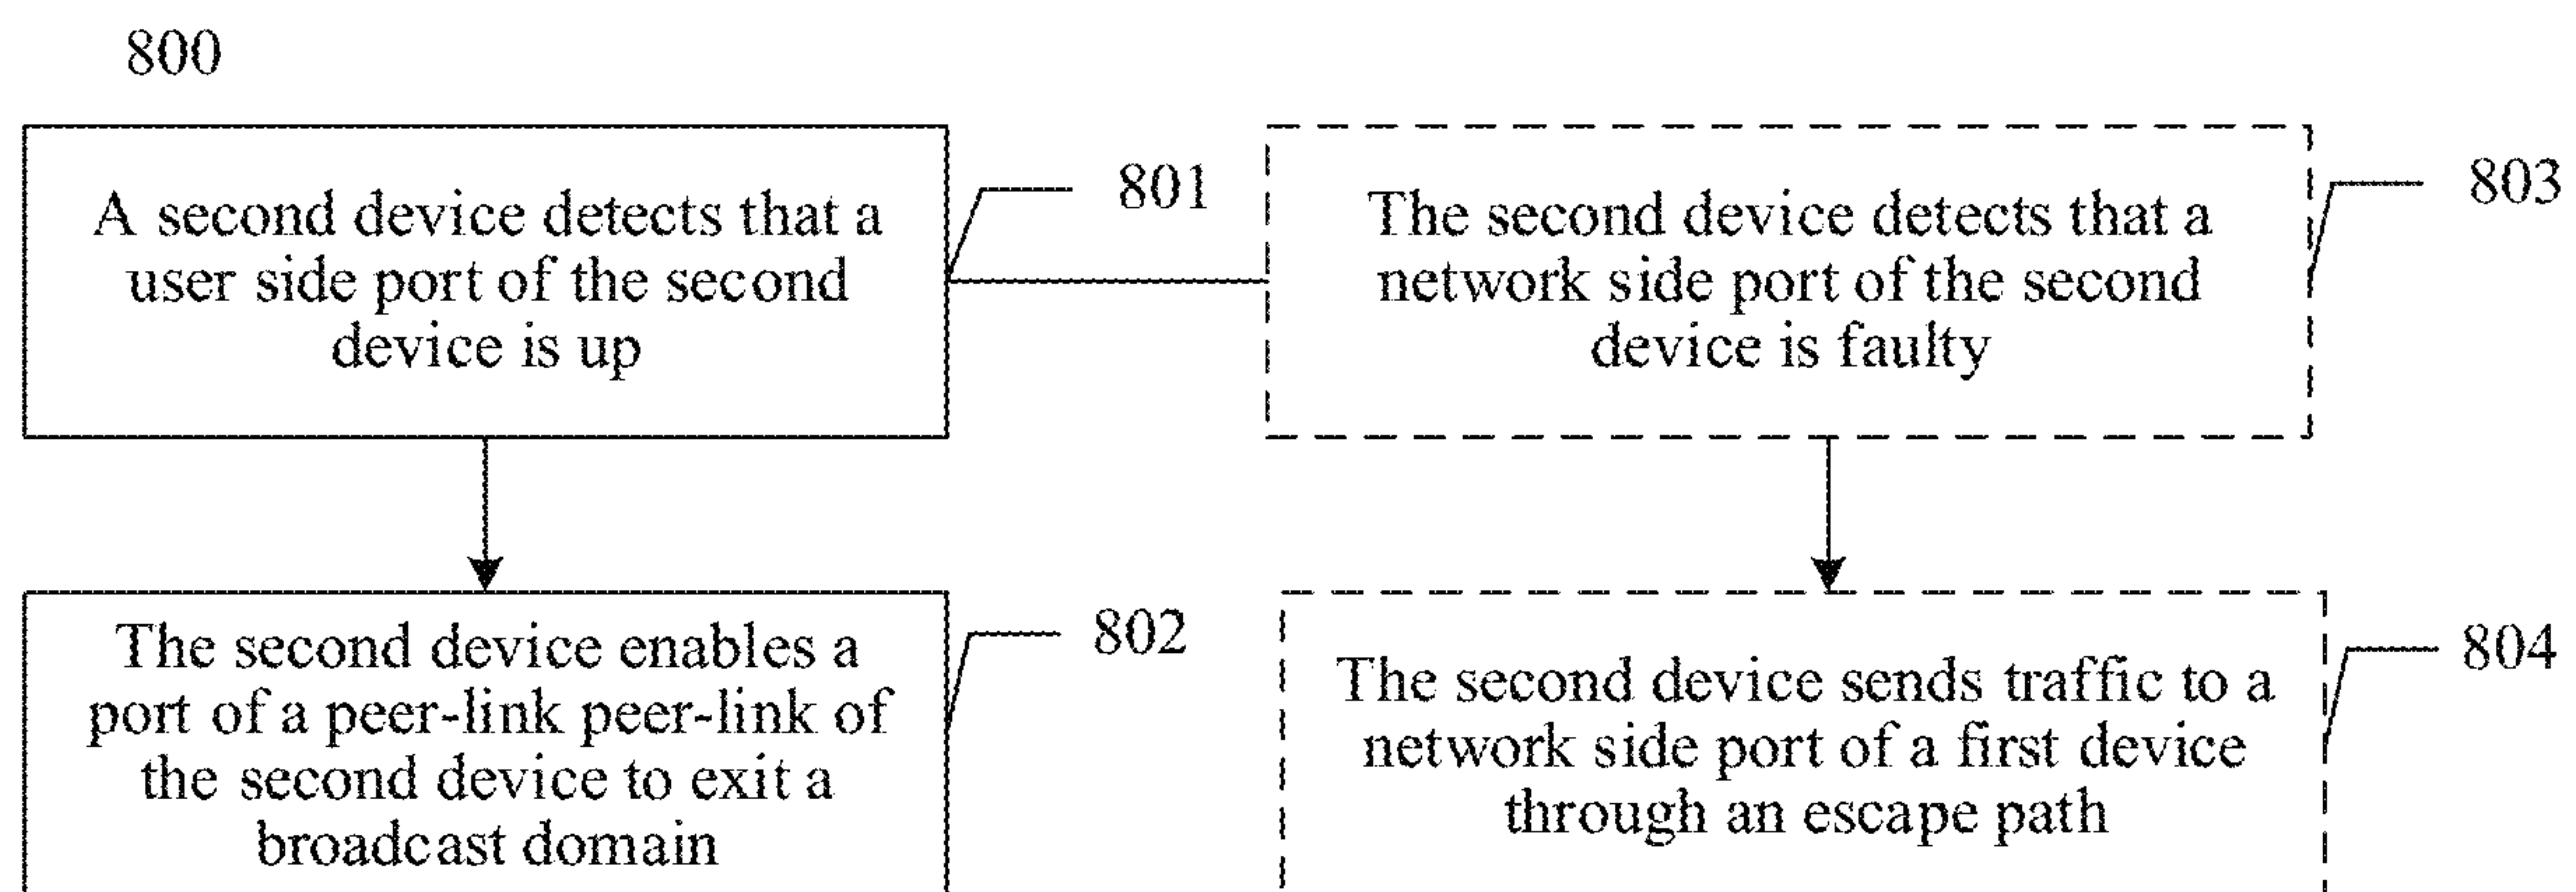 800
A second device detects that a
user side port of the second
device is up
801
The second device detects that a
network side port of the second
device is faulty
803
The second device enables a
port of a peer-link peer-link of
the second device to exit a
broadcast domain
802
The second device sends traffic to a
network side port of a first device
through an escape path
804